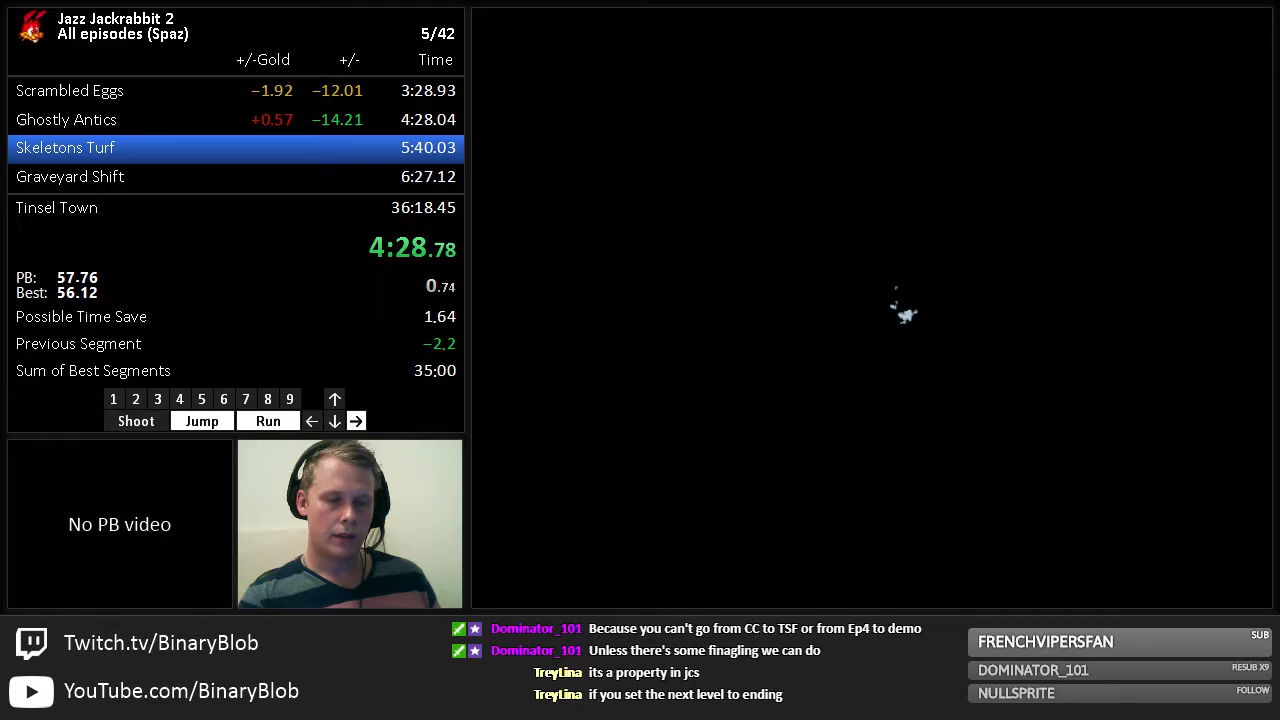 Jazz Jackrabbit 2
All episodes (Spaz) 5/42
+/-Gold +/- Time
Scrambled Eggs −1.92 −12.01 3:28.93
Ghostly Antics +0.57 −14.21 4:28.04
Skeletons Turf 5:40.03
Graveyard Shift 6:27.12
Tinsel Town 36:18.45
4:28.78
PB: 57.76
Best: 56.12 0.74
Possible Time Save 1.64
Previous Segment −2.2
Sum of Best Segments 35:00
1 2 3 4 5 6 7 8 9 ↑
Shoot Jump Run ← ↓ →
No PB video
Twitch.tv/BinaryBlob
YouTube.com/BinaryBlob
Dominator_101 Because you can't go from CC to TSF or from Ep4 to demo
Dominator_101 Unless there's some finagling we can do
TreyLina its a property in jcs
TreyLina if you set the next level to ending
FRENCHVIPERSFAN SUB
DOMINATOR_101 RESUB X9
NULLSPRITE FOLLOW